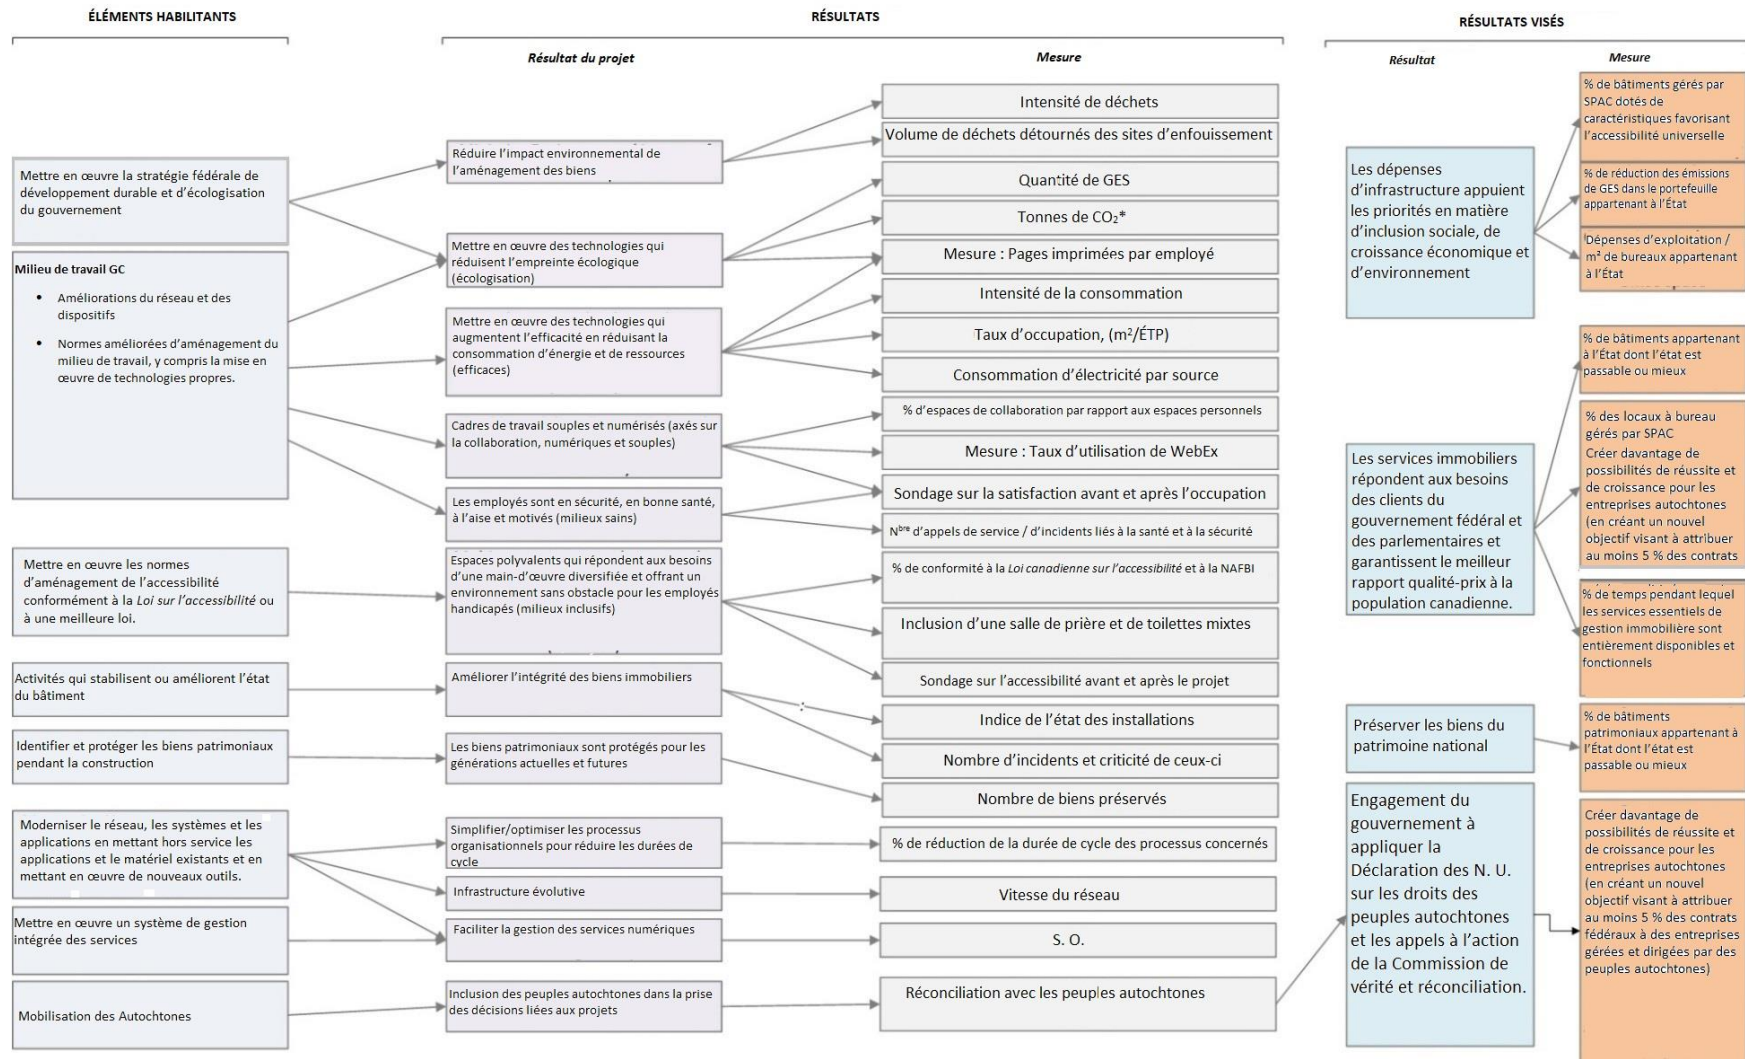 ÉLÉMENTS HABILITANTS
RÉSULTATS
RÉSULTATS VISÉS
Résultat du projet
Mesure
Résultat
Mesure
Mettre en œuvre la stratégie fédérale de
développement durable et d’écologisation
du gouvernement
Milieu de travail GC
• Améliorations du réseau et des
dispositifs
• Normes améliorées d’aménagement du
milieu de travail, y compris la mise en
œuvre de technologies propres.
Mettre en œuvre les normes
d’aménagement de l’accessibilité
conformément à la Loi sur l’accessibilité ou
à une meilleure loi.
Activités qui stabilisent ou améliorent l’état
du bâtiment
Identifier et protéger les biens patrimoniaux
pendant la construction
Moderniser le réseau, les systèmes et les
applications en mettant hors service les
applications et le matériel existants et en
mettant en œuvre de nouveaux outils.
Mettre en œuvre un système de gestion
intégrée des services
Mobilisation des Autochtones
Réduire l’impact environnemental de
l’aménagement des biens
Mettre en œuvre des technologies qui
réduisent l’empreinte écologique
(écologisation)
Mettre en œuvre des technologies qui
augmentent l’efficacité en réduisant la
consommation d’énergie et de ressources
(efficaces)
Cadres de travail souples et numérisés (axés sur
la collaboration, numériques et souples)
Les employés sont en sécurité, en bonne santé,
à l’aise et motivés (milieux sains)
Espaces polyvalents qui répondent aux besoins
d’une main-d’œuvre diversifiée et offrant un
environnement sans obstacle pour les employés
handicapés (milieux inclusifs)
Améliorer l’intégrité des biens immobiliers
Les biens patrimoniaux sont protégés pour les
générations actuelles et futures
Simplifier/optimiser les processus
organisationnels pour réduire les durées de
cycle
Infrastructure évolutive
Faciliter la gestion des services numériques
Inclusion des peuples autochtones dans la prise
des décisions liées aux projets
Intensité de déchets
Volume de déchets détournés des sites d’enfouissement
Quantité de GES
Tonnes de CO₂*
Mesure : Pages imprimées par employé
Intensité de la consommation
Taux d’occupation, (m²/ÉTP)
Consommation d’électricité par source
% d’espaces de collaboration par rapport aux espaces personnels
Mesure : Taux d’utilisation de WebEx
Sondage sur la satisfaction avant et après l’occupation
Nbre d’appels de service / d’incidents liés à la santé et à la sécurité
% de conformité à la Loi canadienne sur l’accessibilité et à la NAFBI
Inclusion d’une salle de prière et de toilettes mixtes
Sondage sur l’accessibilité avant et après le projet
Indice de l’état des installations
Nombre d’incidents et criticité de ceux-ci
Nombre de biens préservés
% de réduction de la durée de cycle des processus concernés
Vitesse du réseau
S. O.
Réconciliation avec les peuples autochtones
Les dépenses
d’infrastructure appuient
les priorités en matière
d’inclusion sociale, de
croissance économique et
d’environnement
Les services immobiliers
répondent aux besoins
des clients du
gouvernement fédéral et
des parlementaires et
garantissent le meilleur
rapport qualité-prix à la
population canadienne.
Préserver les biens du
patrimoine national
Engagement du
gouvernement à
appliquer la
Déclaration des N. U.
sur les droits des
peuples autochtones
et les appels à l’action
de la Commission de
vérité et réconciliation.
% de bâtiments gérés par
SPAC dotés de
caractéristiques favorisant
l’accessibilité universelle
% de réduction des émissions
de GES dans le portefeuille
appartenant à l’État
Dépenses d’exploitation /
m² de bureaux appartenant
à l’État
% de bâtiments appartenant
à l’État dont l’état est
passable ou mieux
% des locaux à bureau
gérés par SPAC
Créer davantage de
possibilités de réussite et
de croissance pour les
entreprises autochtones
(en créant un nouvel
objectif visant à attribuer
au moins 5 % des contrats
% de temps pendant lequel
les services essentiels de
gestion immobilière sont
entièrement disponibles et
fonctionnels
% de bâtiments
patrimoniaux appartenant à
l’État dont l’état est
passable ou mieux
Créer davantage de
possibilités de réussite et
de croissance pour les
entreprises autochtones
(en créant un nouvel
objectif visant à attribuer
au moins 5 % des contrats
fédéraux à des entreprises
gérées et dirigées par des
peuples autochtones)